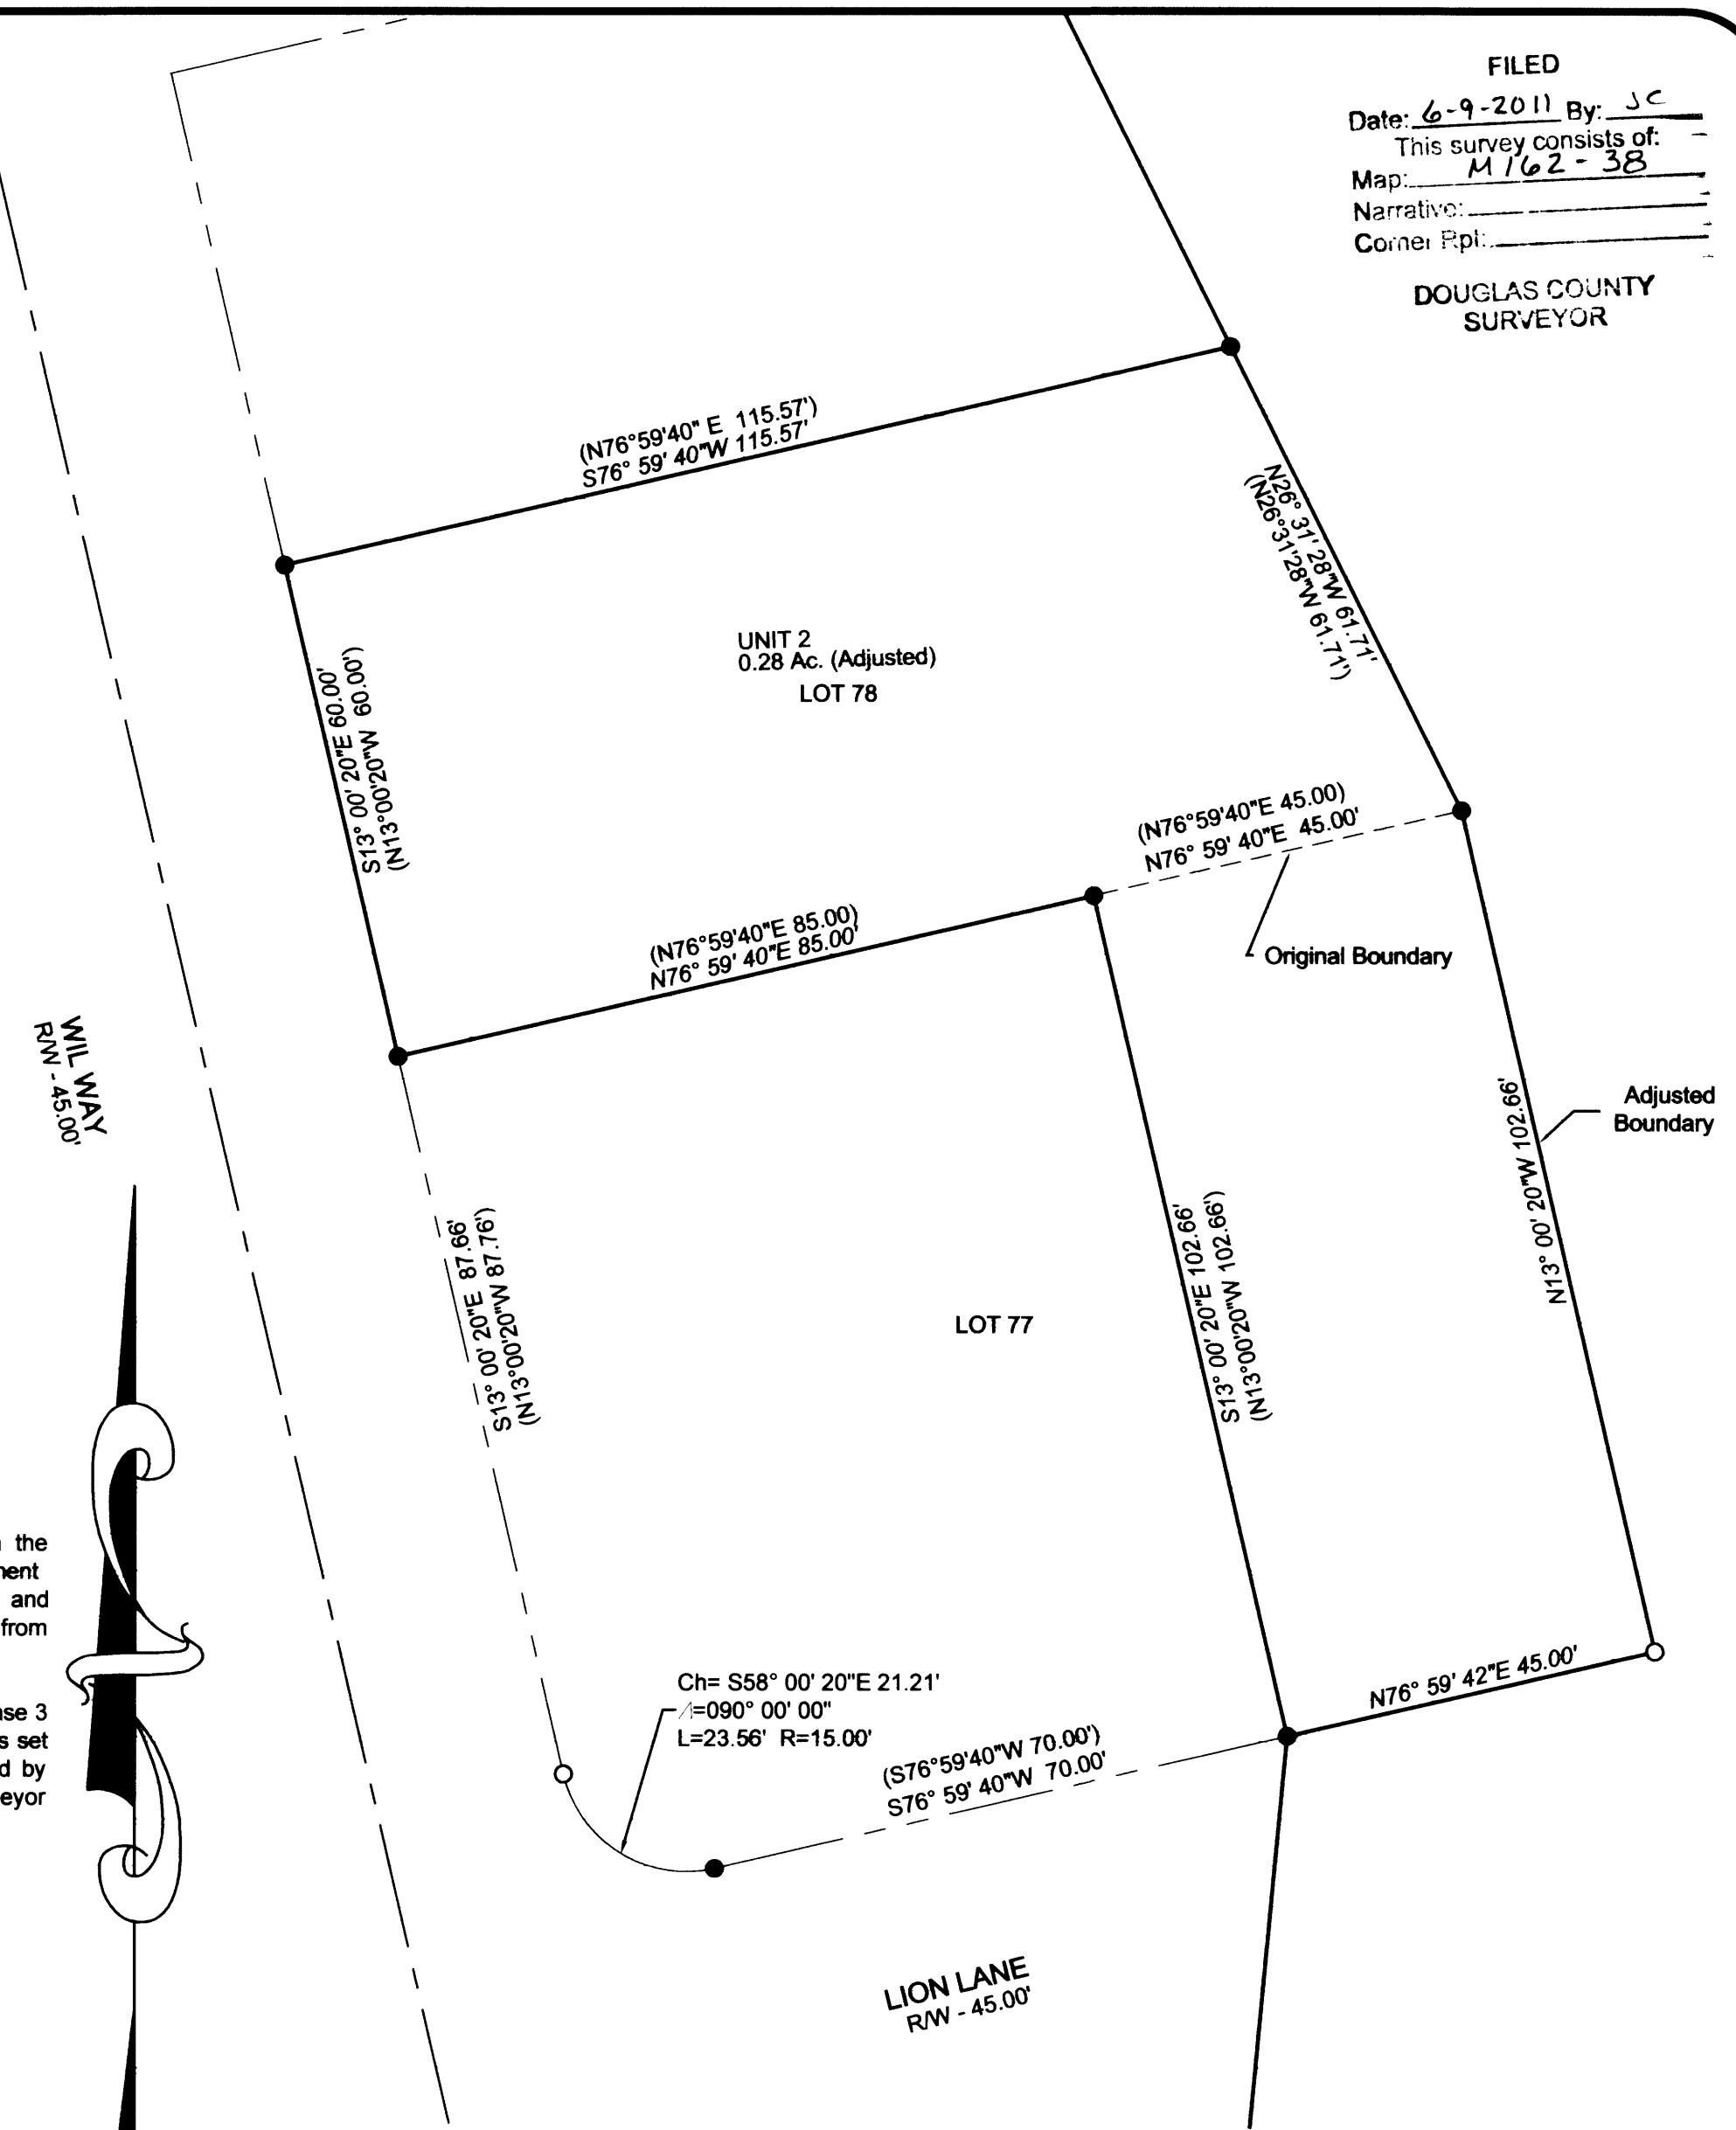 FILED
Date: 6-9-2011 By: JC
This survey consists of:
Map: M162-38
Narrative:
Corner Rpt:
DOUGLAS COUNTY
SURVEYOR
(N76°59'40" E 115.57')
S76° 59' 40"W 115.57'
N26° 31' 28"W 61.71'
(N26°31'28"W 61.71')
UNIT 2
0.28 Ac. (Adjusted)
LOT 78
S13° 00' 20"E 60.00'
(N13°00'20"W 60.00')
(N76°59'40"E 45.00)
N76° 59' 40"E 45.00'
Original Boundary
(N76°59'40"E 85.00)
N76° 59' 40"E 85.00'
WIL WAY
R/W - 45.00'
Adjusted
Boundary
N13° 00' 20"W 102.66'
S13° 00' 20"E 102.66'
(N13°00'20"W 102.66')
S13° 00' 20"E 87.66'
(N13°00'20"W 87.76')
LOT 77
the
and
from
3
set
by
Ch= S58° 00' 20"E 21.21'
Δ=090° 00' 00"
L=23.56' R=15.00'
N76° 59' 42"E 45.00'
(S76°59'40"W 70.00')
S76° 59' 40"W 70.00'
LION LANE
R/W - 45.00'